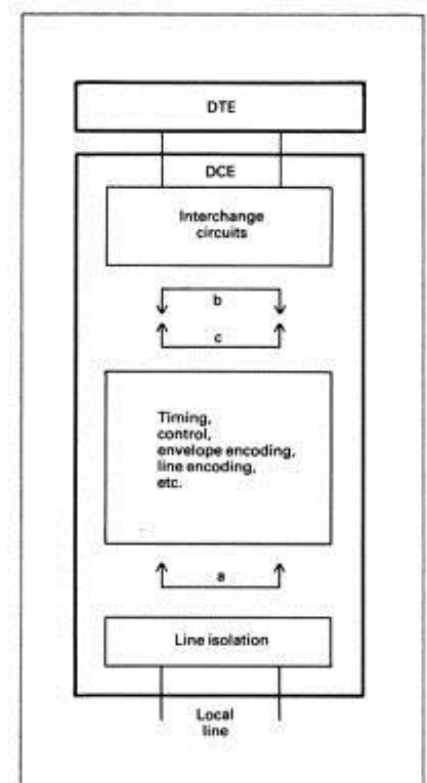 DTE
DCE
Interchange
circuits
b
c
Timing,
control,
envelope encoding,
line encoding,
etc.
a
Line isolation
Local
line